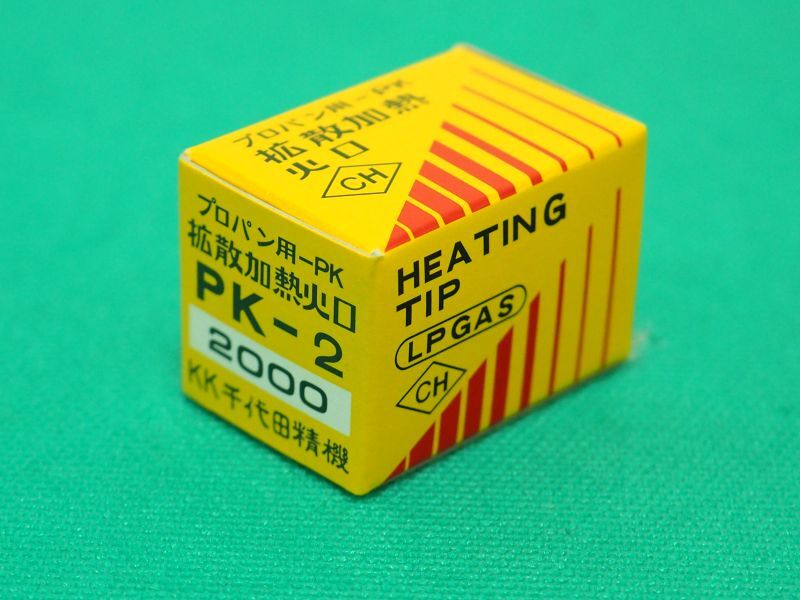 プロパン用-PK
拡散加熱
火口
CH
プロパン用-PK
拡散加熱火口
PK-2
2000
KK千代田精機
HEATING
TIP
LPGAS
CH